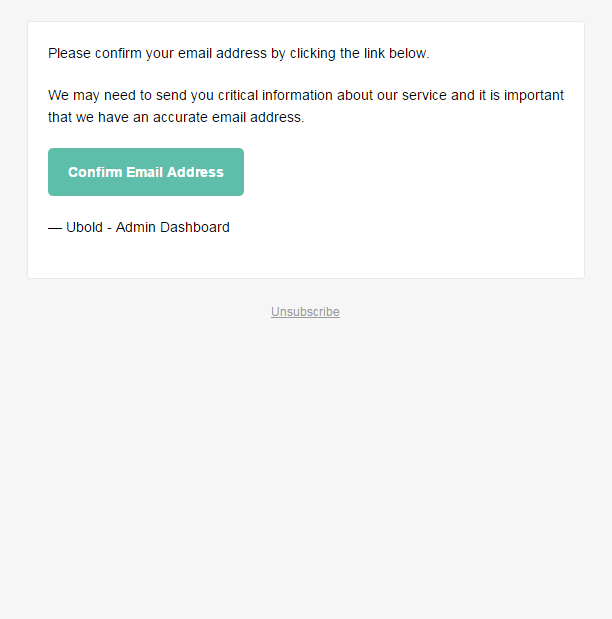 Please confirm your email address by clicking the link below.
We may need to send you critical information about our service and it is important
that we have an accurate email address.
Confirm Email Address
— Ubold - Admin Dashboard
Unsubscribe